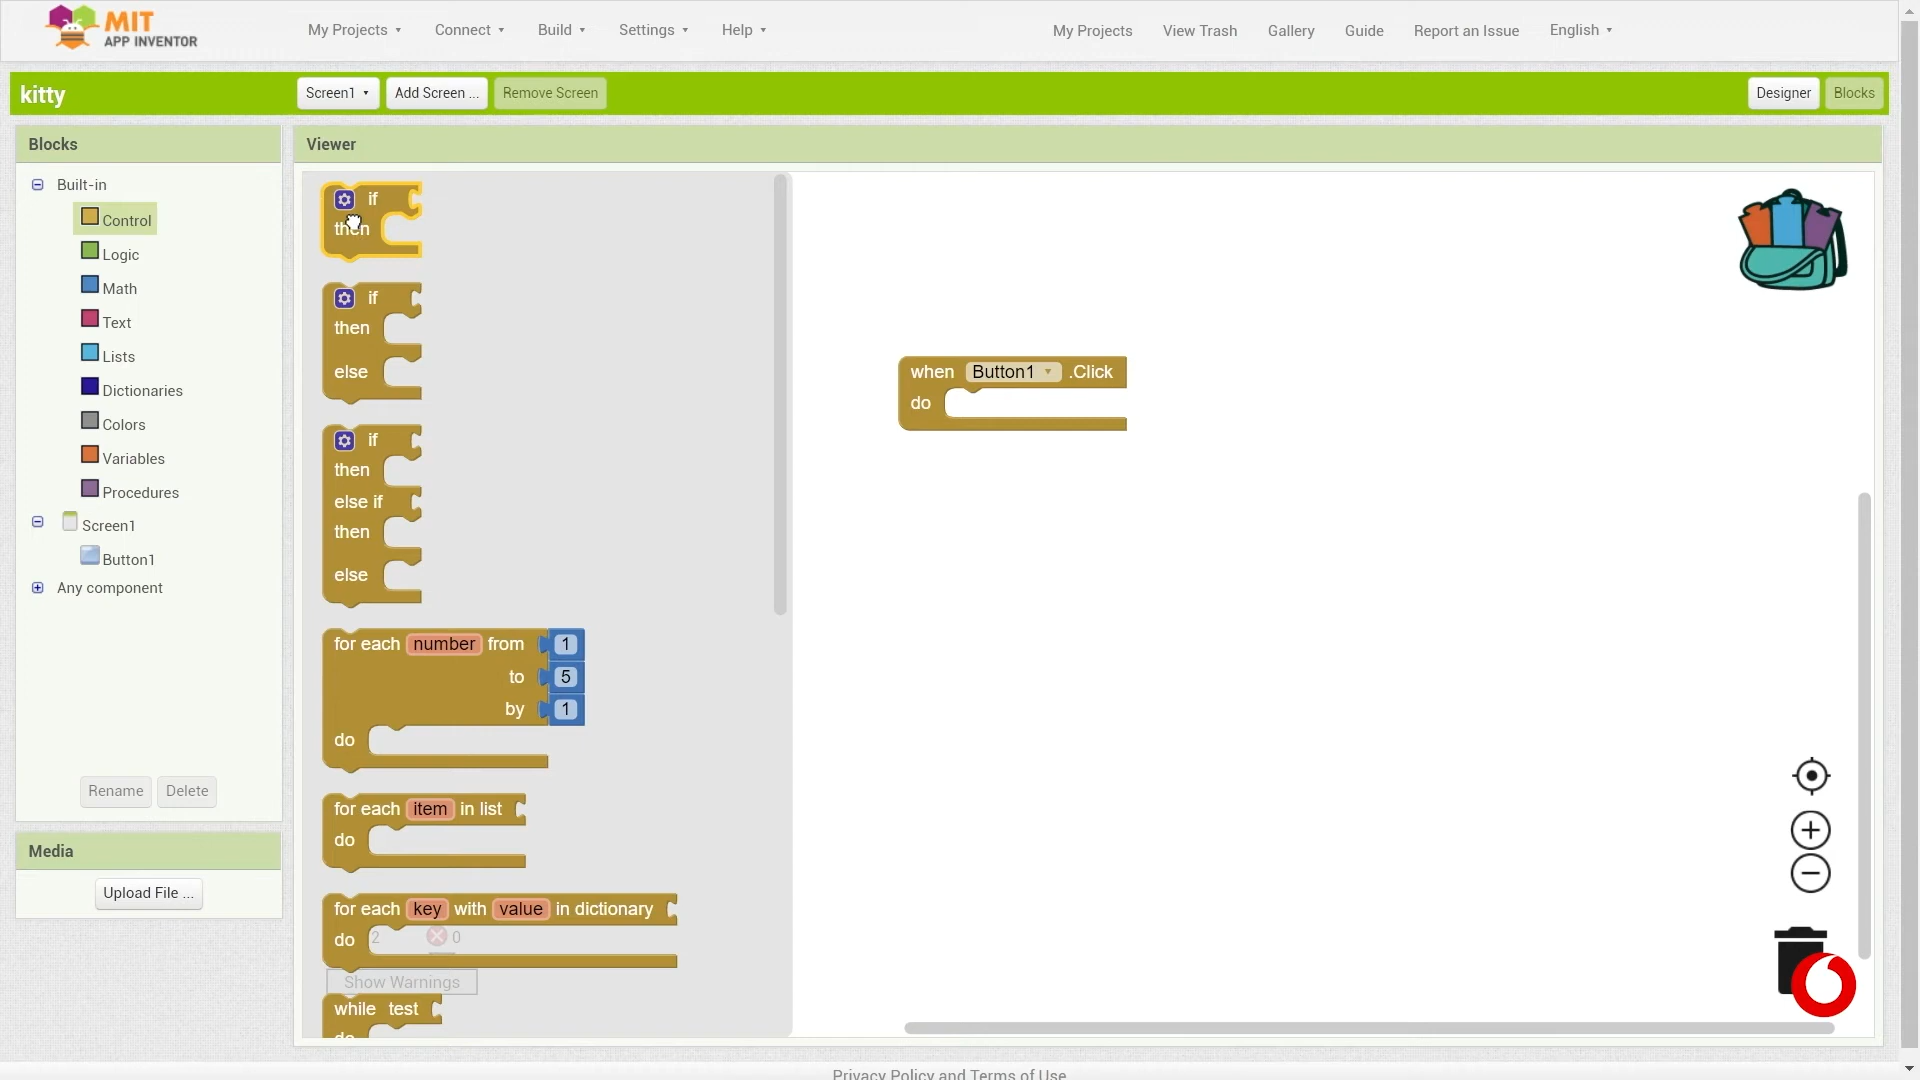 MIT
APP INVENTOR
My Projects
Connect
Build
Settings
Help
My Projects
View Trash
Gallery
Guide
Report an Issue
English
kitty
Screen1
Add Screen ...
Remove Screen
Designer
Blocks
Blocks
Viewer
Built-in
Control
Logic
Math
Text
Lists
Dictionaries
Colors
Variables
Procedures
Screen1
Button1
Any component
Rename
Delete
Media
Upload File ...
if
then
if
then
else
if
then
else if
then
else
for each number from 1
to 5
by 1
do
for each item in list
do
for each key with value in dictionary
do
2 0
Show Warnings
while test
do
when Button1 .Click
do
Privacy Policy and Terms of Use